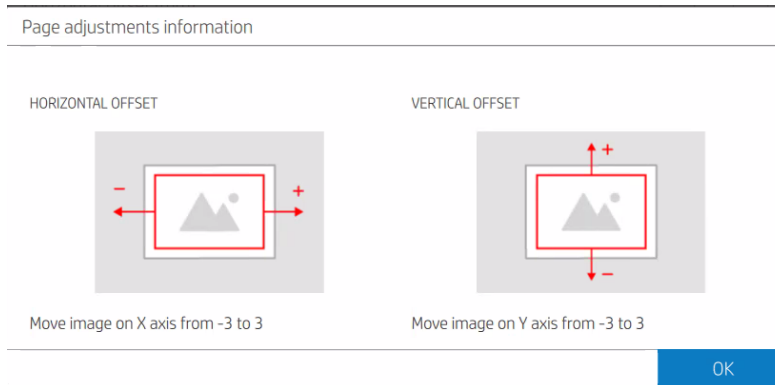 Page adjustments information
HORIZONTAL OFFSET
VERTICAL OFFSET
− +
+
−
Move image on X axis from -3 to 3
Move image on Y axis from -3 to 3
OK